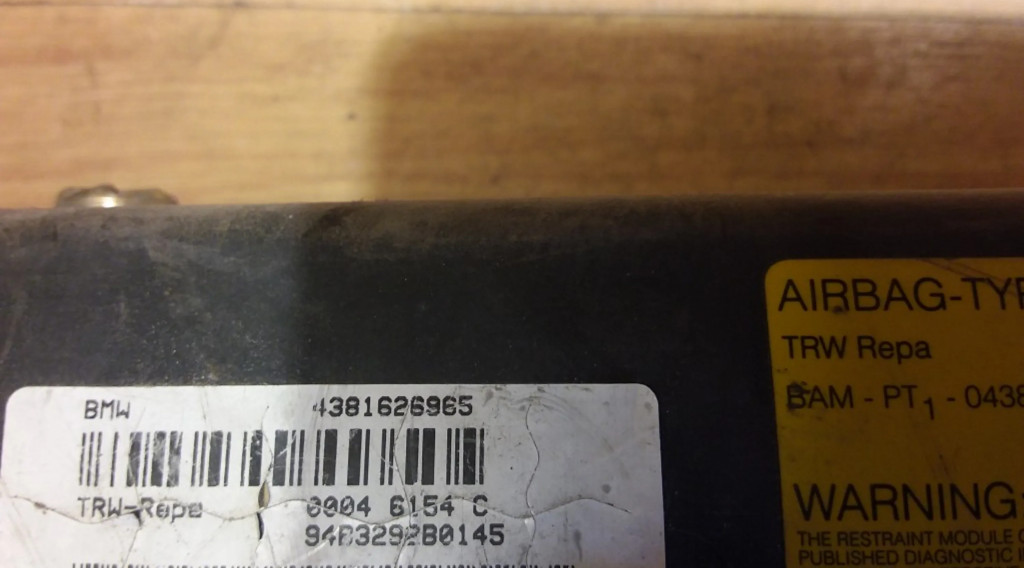 BMW 4381626965
TRW-Repa 0004 6154 C
94B3292B0145
AIRBAG-TYP
TRW Repa
BAM - PT1 - 0438
WARNING:
THE RESTRAINT MODULE
PUBLISHED DIAGNOSTIC